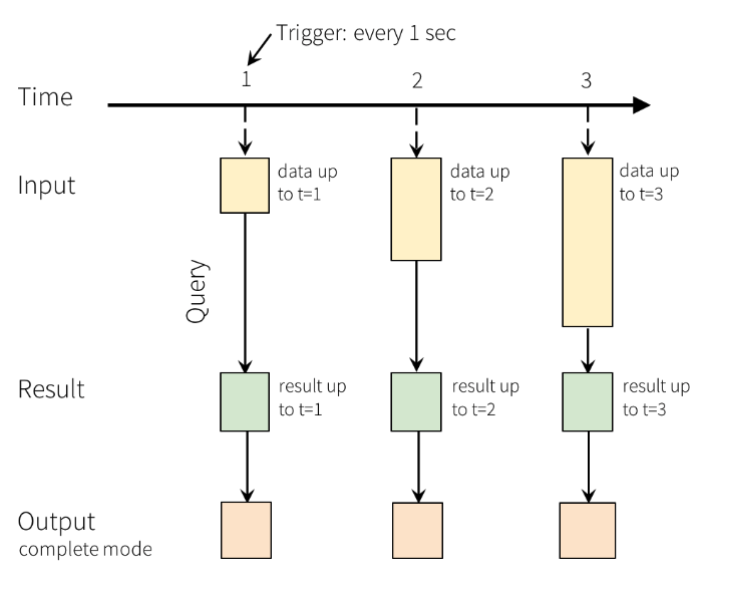 Trigger: every 1 sec
1
2
3
Time
Input
data up
to t=1
data up
to t=2
data up
to t=3
Query
Result
result up
to t=1
result up
to t=2
result up
to t=3
Output
complete mode